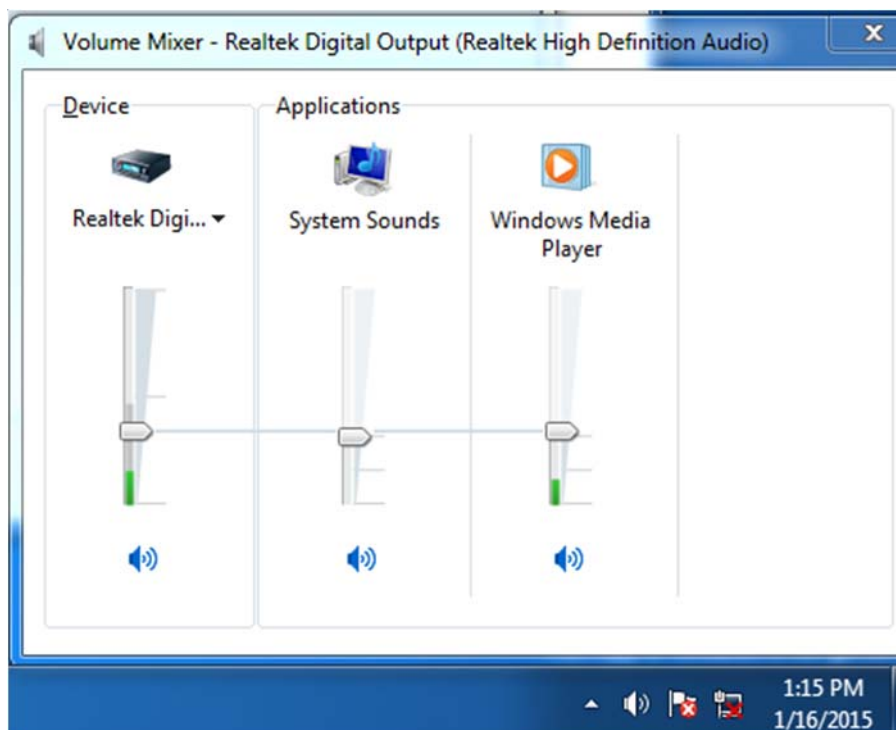 Volume Mixer - Realtek Digital Output (Realtek High Definition Audio)
x
Device
Applications
Realtek Digi...
System Sounds
Windows Media
Player
1:15 PM
1/16/2015